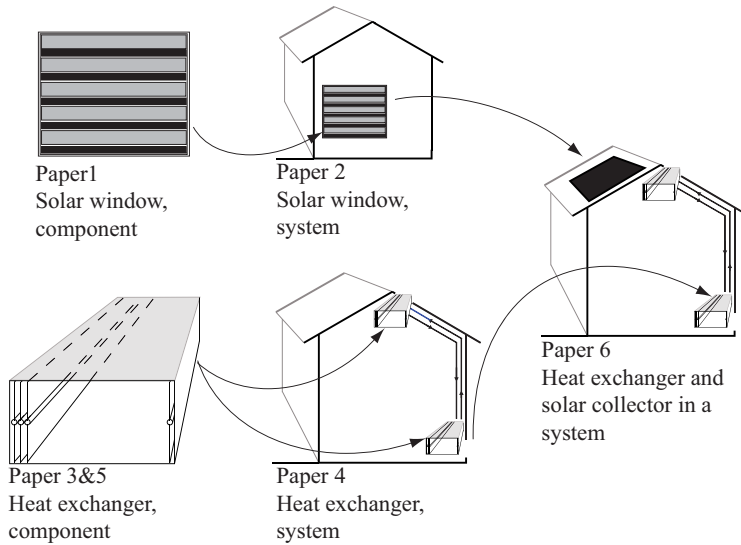 Paper1
Solar window,
component
Paper 2
Solar window,
system
Paper 3&5
Heat exchanger,
component
Paper 4
Heat exchanger,
system
Paper 6
Heat exchanger and
solar collector in a
system